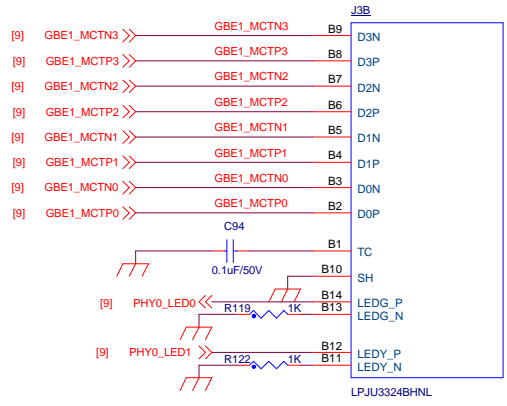 J3B
[9] GBE1_MCTN3 GBE1_MCTN3 B9 D3N
[9] GBE1_MCTP3 GBE1_MCTP3 B8 D3P
[9] GBE1_MCTN2 GBE1_MCTN2 B7 D2N
[9] GBE1_MCTP2 GBE1_MCTP2 B6 D2P
[9] GBE1_MCTN1 GBE1_MCTN1 B5 D1N
[9] GBE1_MCTP1 GBE1_MCTP1 B4 D1P
[9] GBE1_MCTN0 GBE1_MCTN0 B3 D0N
[9] GBE1_MCTP0 GBE1_MCTP0 B2 D0P
C94
B1 TC
0.1uF/50V
B10 SH
[9] PHY0_LED0 B14 LEDG_P
R119 1K B13 LEDG_N
[9] PHY0_LED1 B12 LEDY_P
R122 1K B11 LEDY_N
LPJU3324BHNL